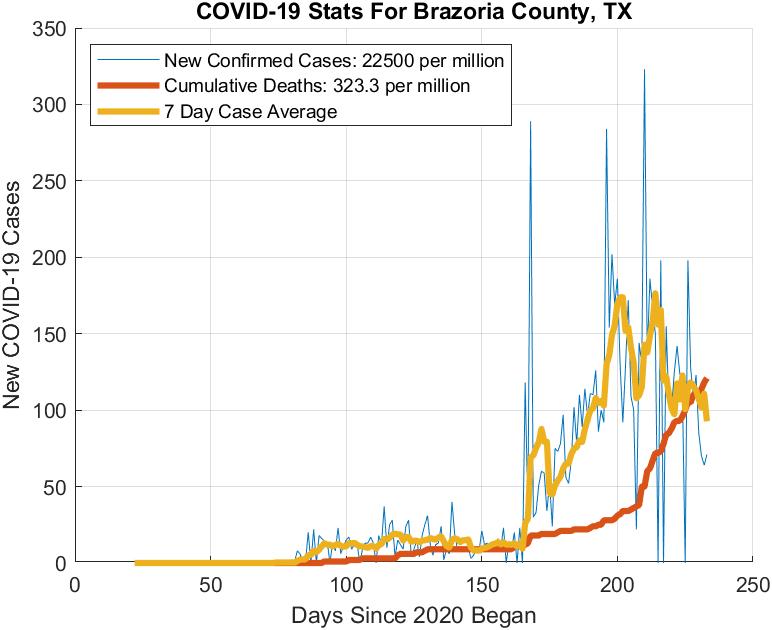 COVID-19 Stats For Brazoria County, TX
350
New Confirmed Cases: 22500 per million
Cumulative Deaths: 323.3 per million
7 Day Case Average
300
250
200
150
100
50
0
New COVID-19 Cases
0 50 100 150 200 250
Days Since 2020 Began